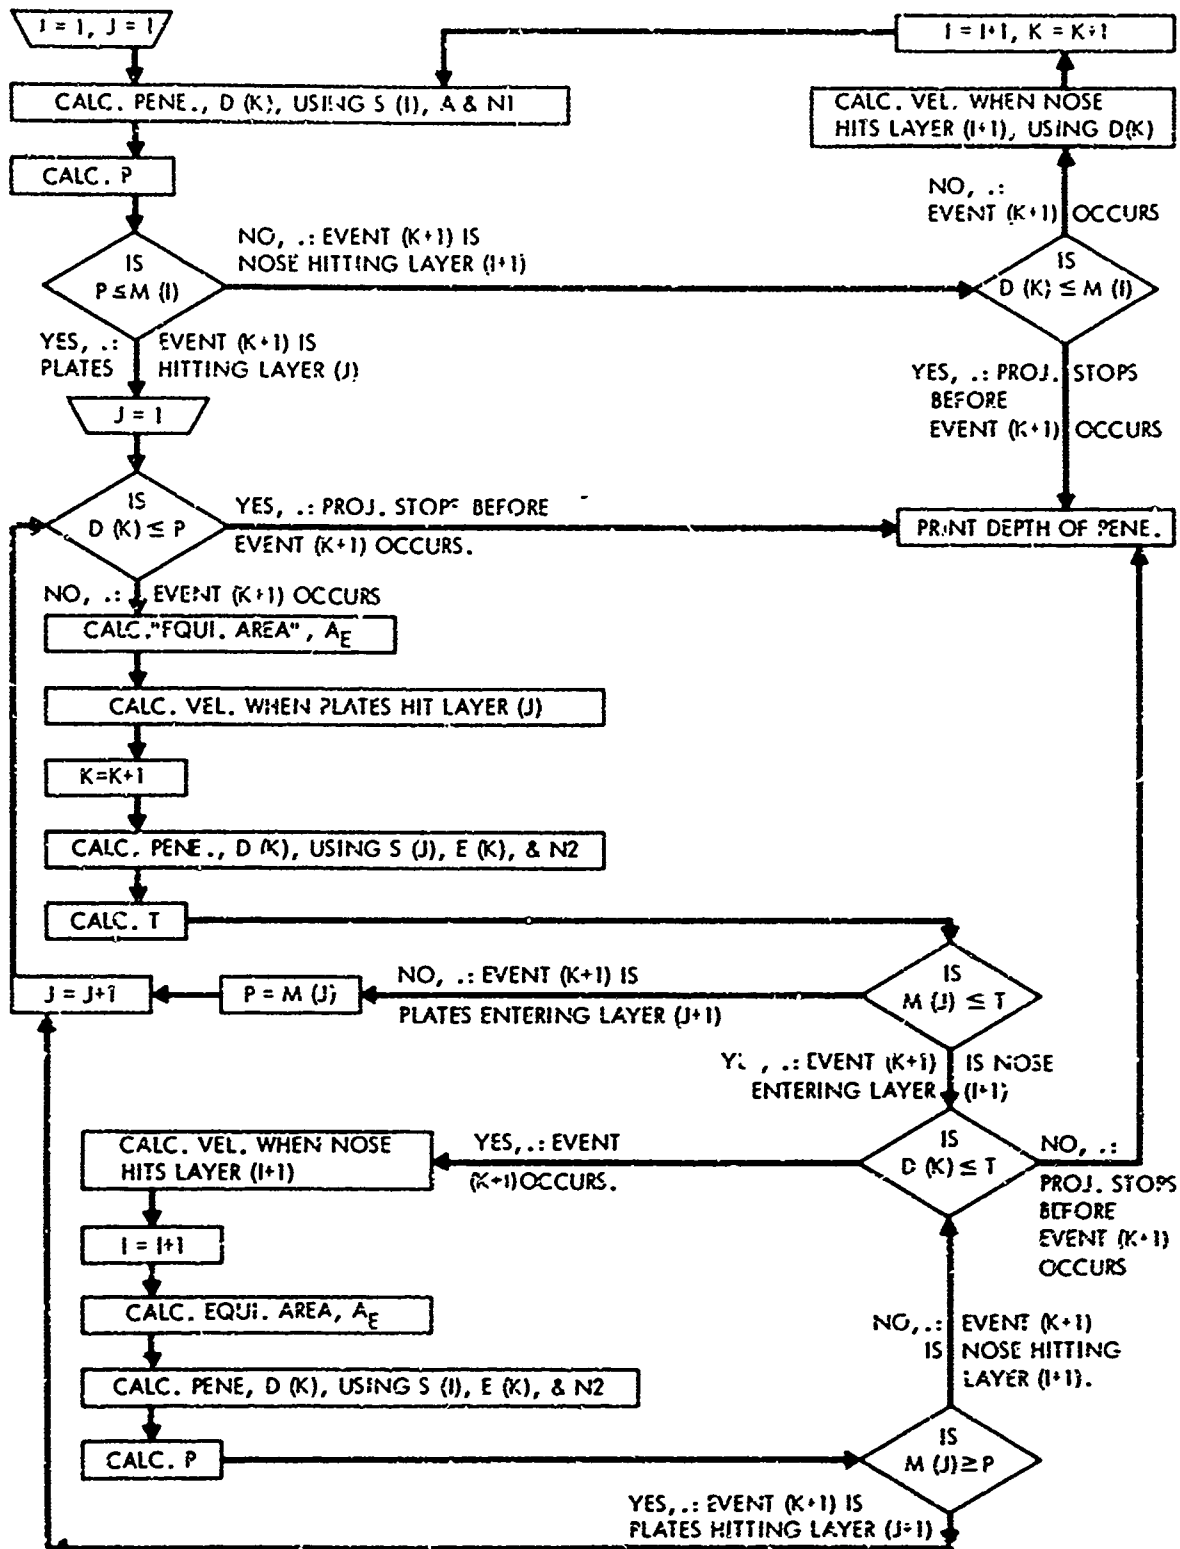 I = 1, J = 1
I = I+1, K = K+1
CALC. PENE., D (K), USING S (I), A & N1
CALC. VEL. WHEN NOSE
HITS LAYER (I+1), USING D(K)
CALC. P
NO, .: EVENT (K+1) IS
NOSE HITTING LAYER (I+1)
NO, .:
EVENT (K+1) OCCURS
IS
P ≤ M (I)
IS
D (K) ≤ M (I)
YES, .: EVENT (K+1) IS
PLATES HITTING LAYER (J)
YES, .: PROJ. STOPS
BEFORE
EVENT (K+1) OCCURS
J = 1
IS
D (K) ≤ P
YES, .: PROJ. STOPS BEFORE
EVENT (K+1) OCCURS.
PRINT DEPTH OF PENE.
NO, .: EVENT (K+1) OCCURS
CALC."EQUI. AREA", A_E
CALC. VEL. WHEN PLATES HIT LAYER (J)
K=K+1
CALC. PENE., D (K), USING S (J), E (K), & N2
CALC. T
IS
M (J) ≤ T
NO, .: EVENT (K+1) IS
PLATES ENTERING LAYER (J+1)
P = M (J)
J = J+1
.: EVENT (K+1) IS NOSE
ENTERING LAYER (I+1)
IS
D (K) ≤ T
YES, .: EVENT
(K+1) OCCURS.
NO, .:
PROJ. STOPS
BEFORE
EVENT (K+1)
OCCURS
CALC. VEL. WHEN NOSE
HITS LAYER (I+1)
I = I+1
CALC. EQUI. AREA, A_E
CALC. PENE, D (K), USING S (I), E (K), & N2
CALC. P
NO, .: EVENT (K+1)
IS NOSE HITTING
LAYER (I+1).
IS
M (J) ≥ P
YES, .: EVENT (K+1) IS
PLATES HITTING LAYER (J+1)